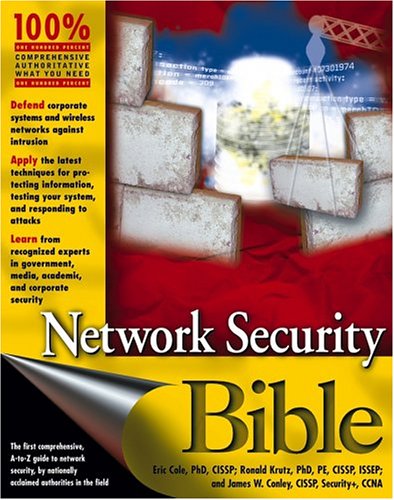 100%
ONE HUNDRED PERCENT
COMPREHENSIVE
AUTHORITATIVE
WHAT YOU NEED
ONE HUNDRED PERCENT
Defend corporate
systems and wireless
networks against
intrusion
Apply the latest
techniques for pro-
tecting information,
testing your system,
and responding to
attacks
Learn from
recognized experts
in government,
media, academic,
and corporate
security
Network Security
Bible
The first comprehensive,
A-to-Z guide to network
security, by nationally
acclaimed authorities in the field
Eric Cole, PhD, CISSP; Ronald Krutz, PhD, PE, CISSP, ISSEP;
and James W. Conley, CISSP, Security+, CCNA